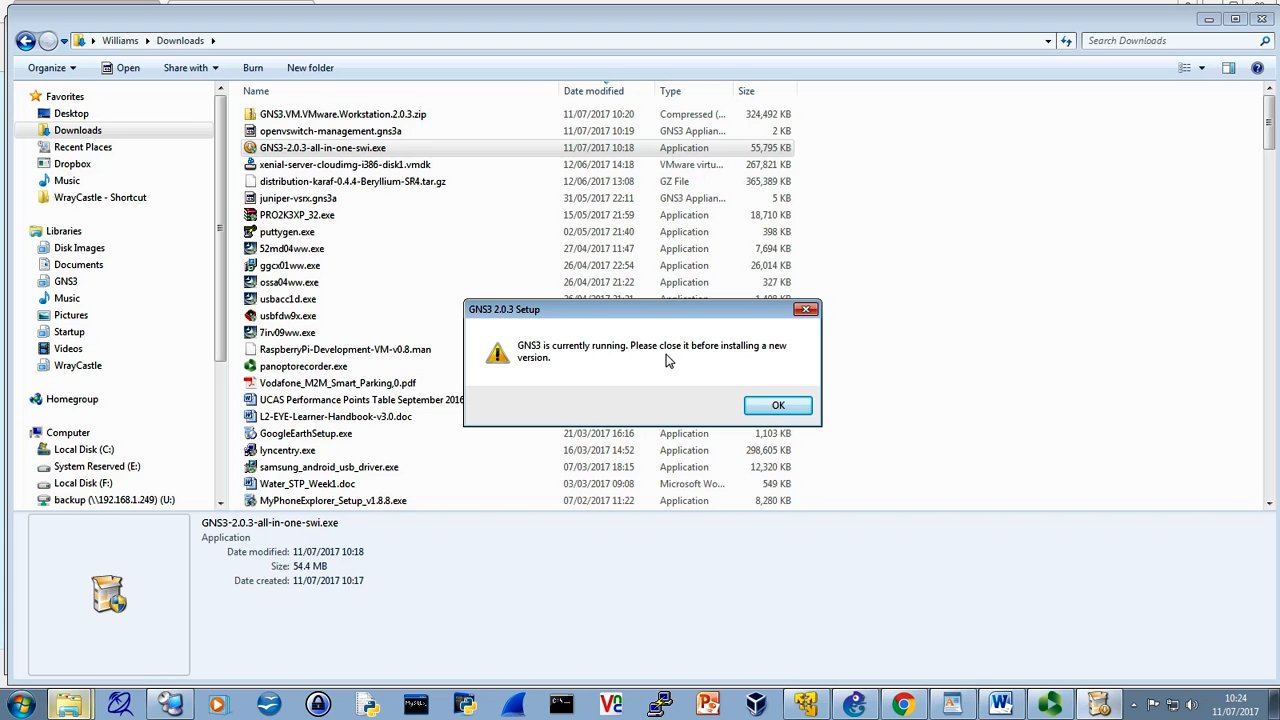 Williams Downloads
Search Downloads
Organize Open Share with Burn New folder
Name Date modified Type Size
Favorites
Desktop
Downloads
Recent Places
Dropbox
Music
WrayCastle - Shortcut
Libraries
Disk Images
Documents
GNS3
Music
Pictures
Startup
Videos
WrayCastle
Homegroup
Computer
Local Disk (C:)
System Reserved (E:)
Local Disk (F:)
backup (\\192.168.1.249) (U:)
GNS3.VM.VMware.Workstation.2.0.3.zip 11/07/2017 10:20 Compressed (... 324,492 KB
openvswitch-management.gns3a 11/07/2017 10:19 GNS3 Applian... 2 KB
GNS3-2.0.3-all-in-one-swi.exe 11/07/2017 10:18 Application 55,795 KB
xenial-server-cloudimg-i386-disk1.vmdk 12/06/2017 14:18 VMware virtu... 267,821 KB
distribution-karaf-0.4.4-Beryllium-SR4.tar.gz 12/06/2017 13:08 GZ File 365,389 KB
juniper-vsrx.gns3a 31/05/2017 22:11 GNS3 Applian... 5 KB
PRO2K3XP_32.exe 15/05/2017 21:59 Application 18,710 KB
puttygen.exe 02/05/2017 21:40 Application 398 KB
52md04ww.exe 27/04/2017 11:47 Application 7,694 KB
ggcx01ww.exe 26/04/2017 22:54 Application 26,014 KB
ossa04ww.exe 26/04/2017 21:22 Application 327 KB
usbacc1d.exe
usbfdw9x.exe
7irv09ww.exe
RaspberryPi-Development-VM-v0.8.man
panoptorecorder.exe
Vodafone_M2M_Smart_Parking,0.pdf
UCAS Performance Points Table September 2016
L2-EYE-Learner-Handbook-v3.0.doc
GoogleEarthSetup.exe 21/03/2017 16:16 Application 1,103 KB
lyncentry.exe 16/03/2017 14:52 Application 298,605 KB
samsung_android_usb_driver.exe 07/03/2017 18:15 Application 12,320 KB
Water_STP_Week1.doc 03/03/2017 09:08 Microsoft Wo... 549 KB
MyPhoneExplorer_Setup_v1.8.8.exe 07/02/2017 11:22 Application 8,280 KB
GNS3 2.0.3 Setup
GNS3 is currently running. Please close it before installing a new
version.
OK
GNS3-2.0.3-all-in-one-swi.exe
Application
Date modified: 11/07/2017 10:18
Size: 54.4 MB
Date created: 11/07/2017 10:17
10:24
11/07/2017